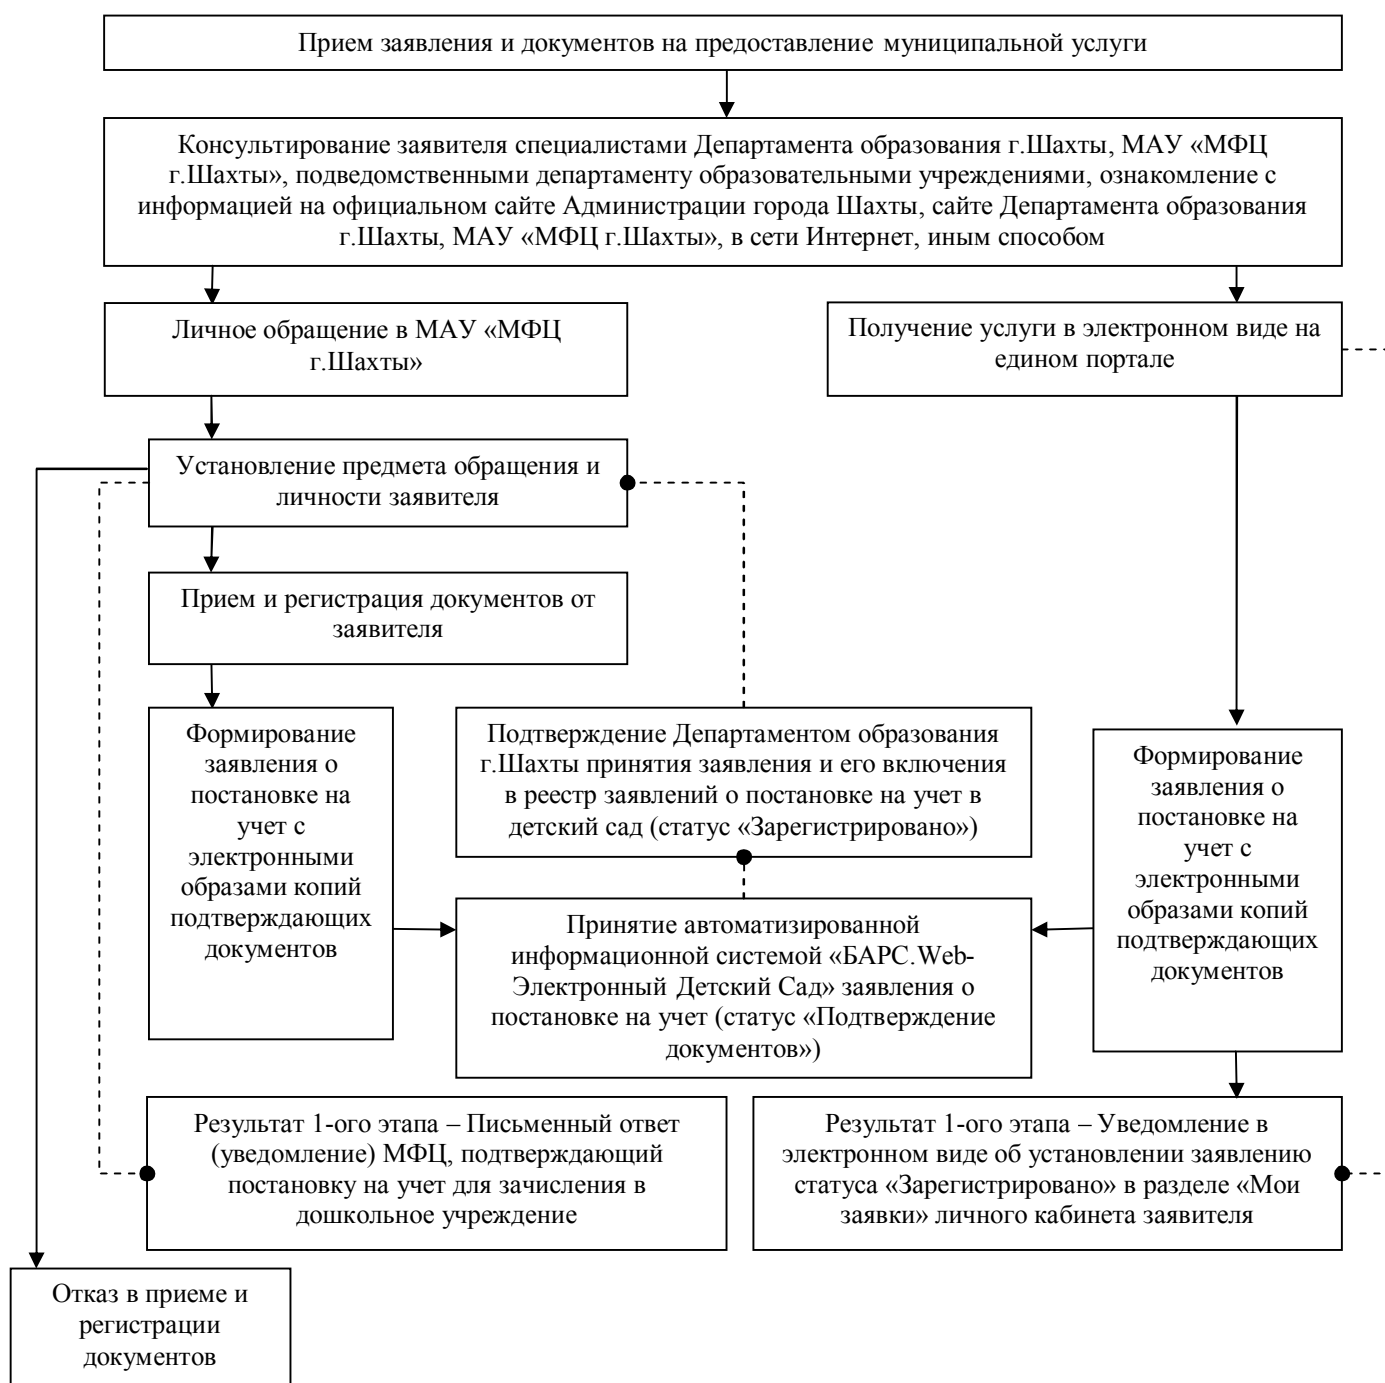 Прием заявления и документов на предоставление муниципальной услуги
Консультирование заявителя специалистами Департамента образования г.Шахты, МАУ «МФЦ
г.Шахты», подведомственными департаменту образовательными учреждениями, ознакомление с
информацией на официальном сайте Администрации города Шахты, сайте Департамента образования
г.Шахты, МАУ «МФЦ г.Шахты», в сети Интернет, иным способом
Личное обращение в МАУ «МФЦ
г.Шахты»
Получение услуги в электронном виде на
едином портале
Установление предмета обращения и
личности заявителя
Прием и регистрация документов от
заявителя
Формирование
заявления о
постановке на
учет с
электронными
образами копий
подтверждающих
документов
Подтверждение Департаментом образования
г.Шахты принятия заявления и его включения
в реестр заявлений о постановке на учет в
детский сад (статус «Зарегистрировано»)
Формирование
заявления о
постановке на
учет с
электронными
образами копий
подтверждающих
документов
Принятие автоматизированной
информационной системой «БАРС.Web-
Электронный Детский Сад» заявления о
постановке на учет (статус «Подтверждение
документов»)
Результат 1-ого этапа – Письменный ответ
(уведомление) МФЦ, подтверждающий
постановку на учет для зачисления в
дошкольное учреждение
Результат 1-ого этапа – Уведомление в
электронном виде об установлении заявлению
статуса «Зарегистрировано» в разделе «Мои
заявки» личного кабинета заявителя
Отказ в приеме и
регистрации
документов